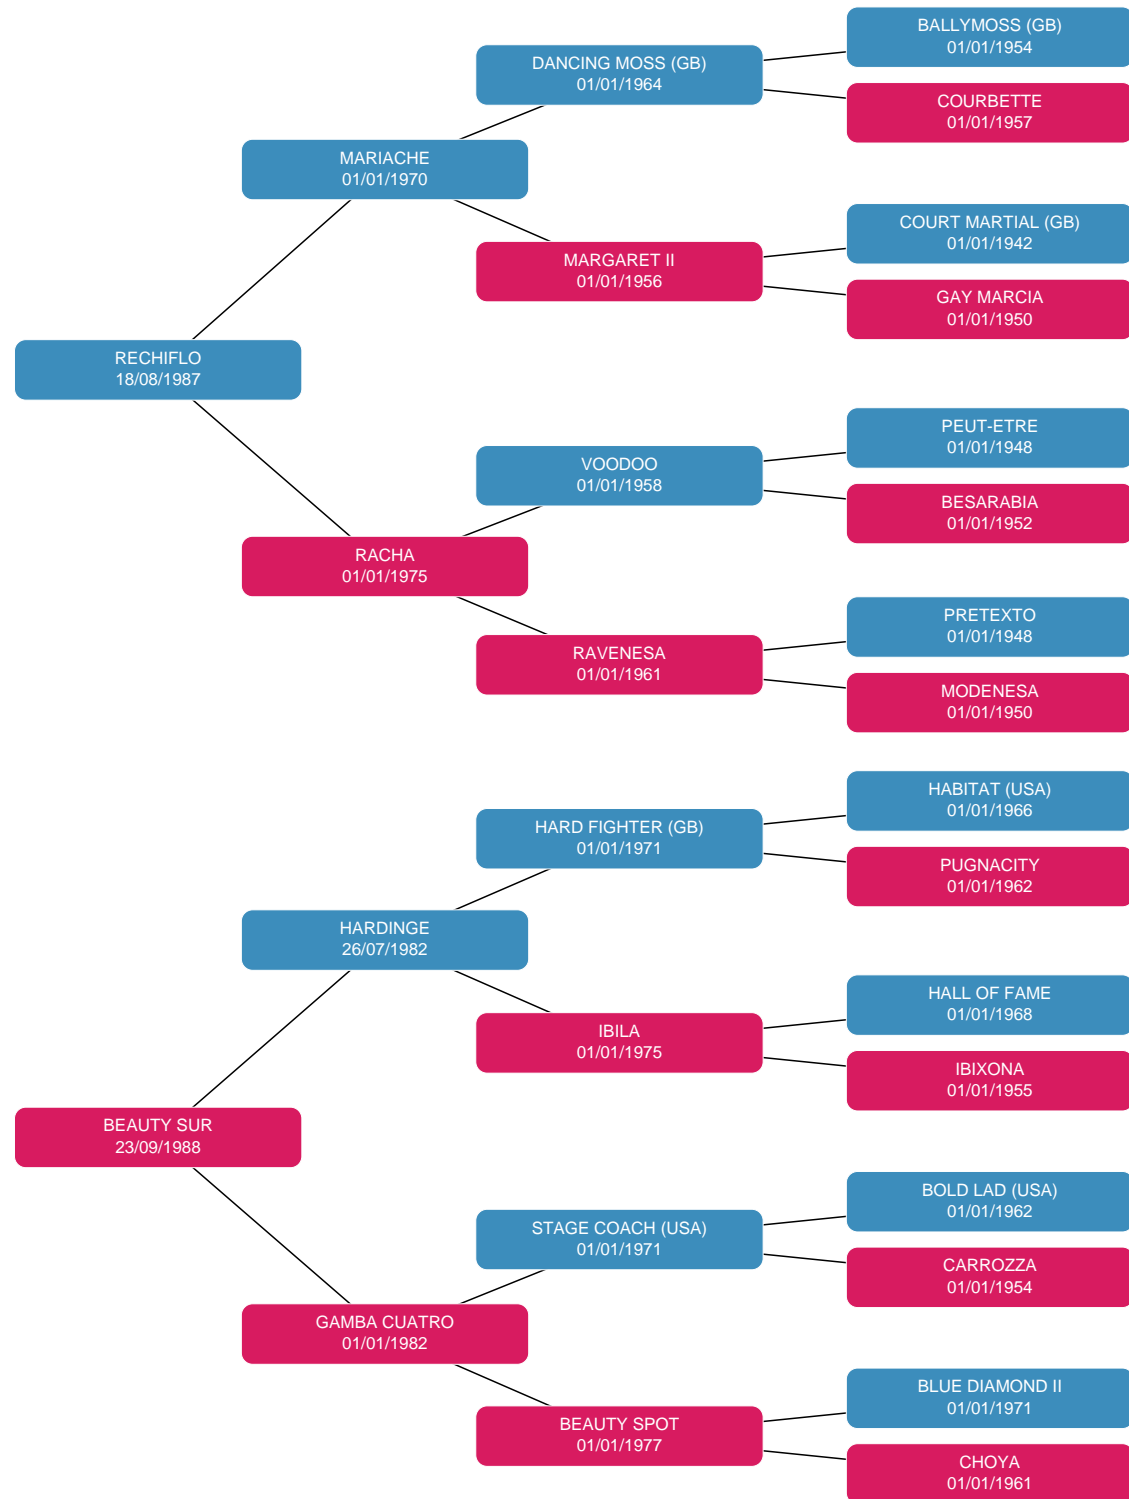 BALLYMOSS (GB)
01/01/1954
DANCING MOSS (GB)
01/01/1964
COURBETTE
01/01/1957
MARIACHE
01/01/1970
COURT MARTIAL (GB)
01/01/1942
MARGARET II
01/01/1956
GAY MARCIA
01/01/1950
RECHIFLO
18/08/1987
PEUT-ETRE
01/01/1948
VOODOO
01/01/1958
BESARABIA
01/01/1952
RACHA
01/01/1975
PRETEXTO
01/01/1948
RAVENESA
01/01/1961
MODENESA
01/01/1950
HABITAT (USA)
01/01/1966
HARD FIGHTER (GB)
01/01/1971
PUGNACITY
01/01/1962
HARDINGE
26/07/1982
HALL OF FAME
01/01/1968
IBILA
01/01/1975
IBIXONA
01/01/1955
BEAUTY SUR
23/09/1988
BOLD LAD (USA)
01/01/1962
STAGE COACH (USA)
01/01/1971
CARROZZA
01/01/1954
GAMBA CUATRO
01/01/1982
BLUE DIAMOND II
01/01/1971
BEAUTY SPOT
01/01/1977
CHOYA
01/01/1961